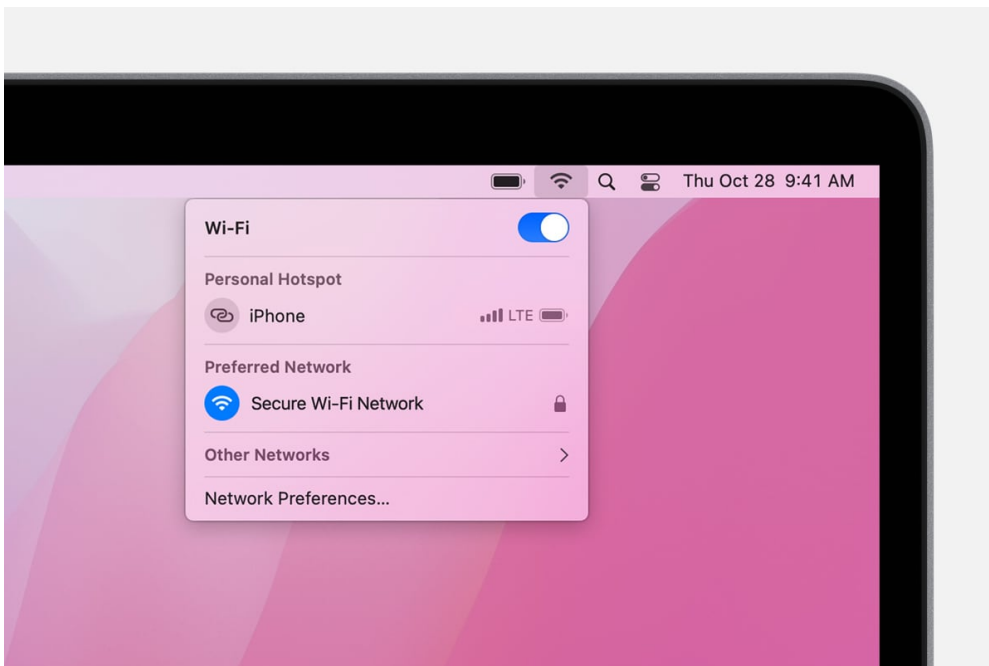 Thu Oct 28 9:41 AM
Wi-Fi
Personal Hotspot
iPhone LTE
Preferred Network
Secure Wi-Fi Network
Other Networks
Network Preferences...